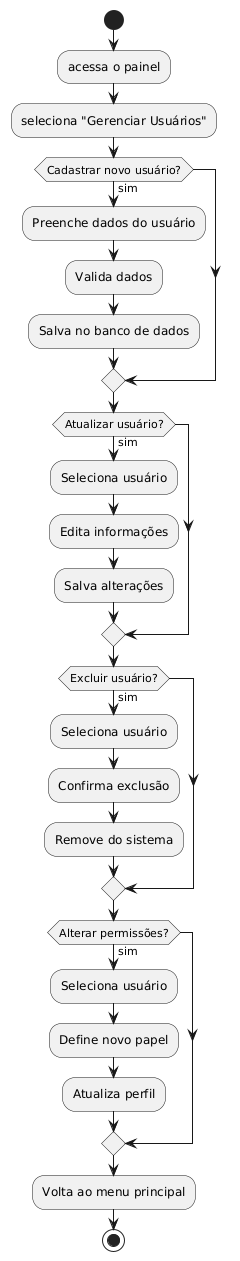 acessa o painel
seleciona "Gerenciar Usuários"
Cadastrar novo usuário?
sim
Preenche dados do usuário
Valida dados
Salva no banco de dados
Atualizar usuário?
sim
Seleciona usuário
Edita informações
Salva alterações
Excluir usuário?
sim
Seleciona usuário
Confirma exclusão
Remove do sistema
Alterar permissões?
sim
Seleciona usuário
Define novo papel
Atualiza perfil
Volta ao menu principal